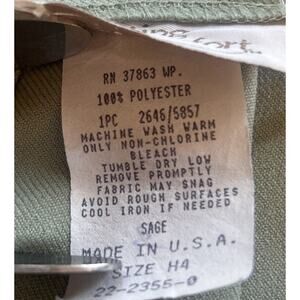 RN 37863 WP.
100% POLYESTER
1PC 2646/5857
MACHINE WASH WARM
ONLY NON-CHLORINE
BLEACH
TUMBLE DRY LOW
REMOVE PROMPTLY
FABRIC MAY SNAG
AVOID ROUGH SURFACES
COOL IRON IF NEEDED
SAGE
MADE IN U.S.A.
SIZE H4
22-2355-0